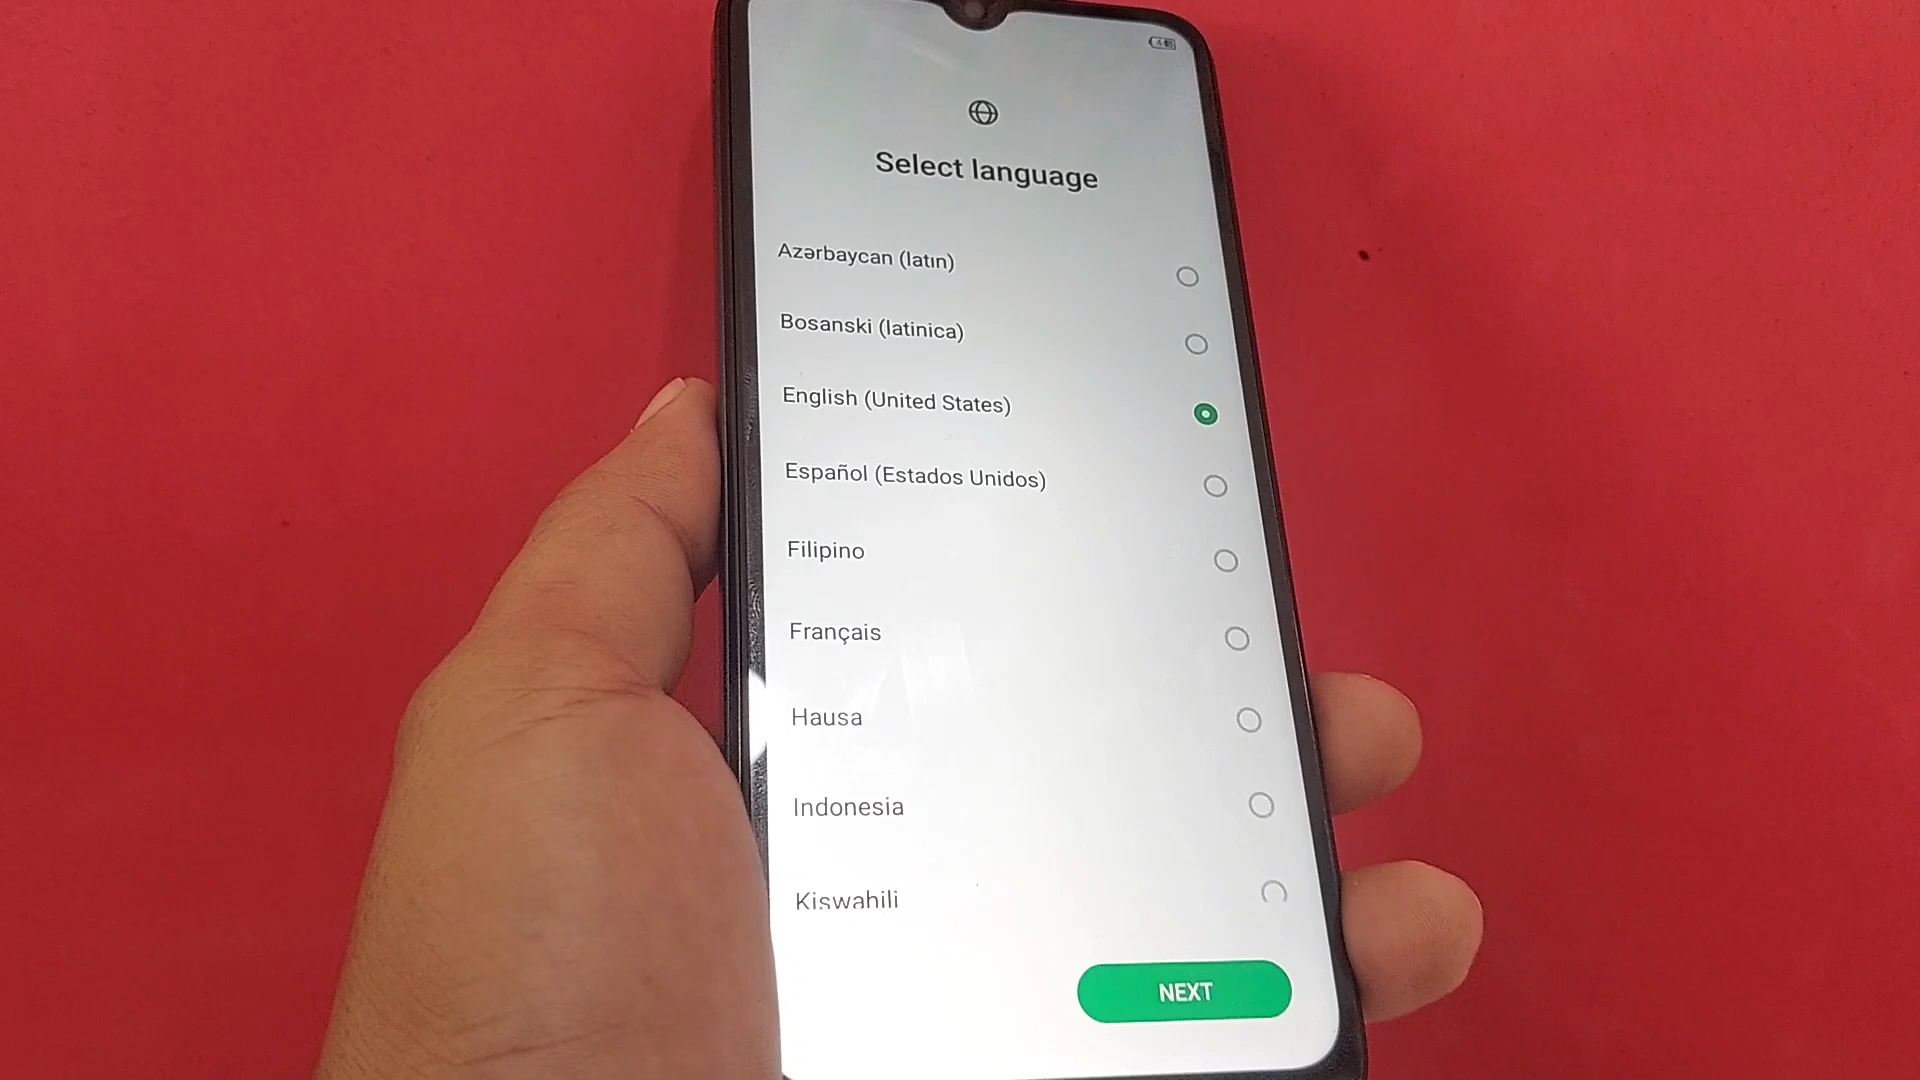 Select language
Azərbaycan (latın)
Bosanski (latinica)
English (United States)
Español (Estados Unidos)
Filipino
Français
Hausa
Indonesia
Kiswahili
NEXT